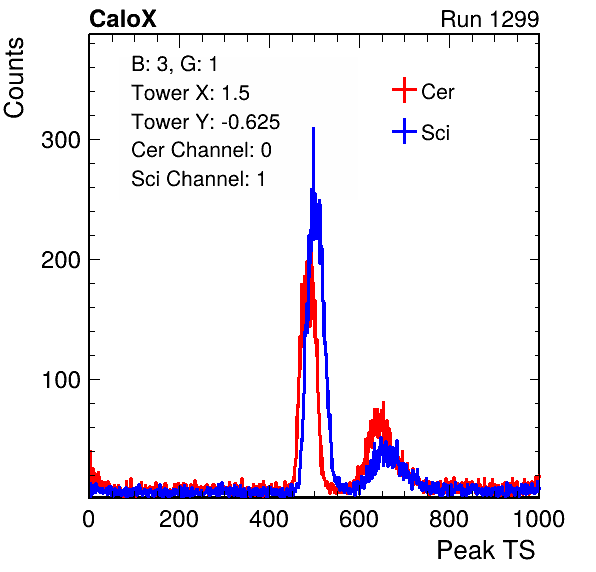 CaloX Run 1299
Counts
B: 3, G: 1
Tower X: 1.5
Tower Y: -0.625
Cer Channel: 0
Sci Channel: 1
Cer
Sci
300
200
100
0 200 400 600 800 1000
Peak TS